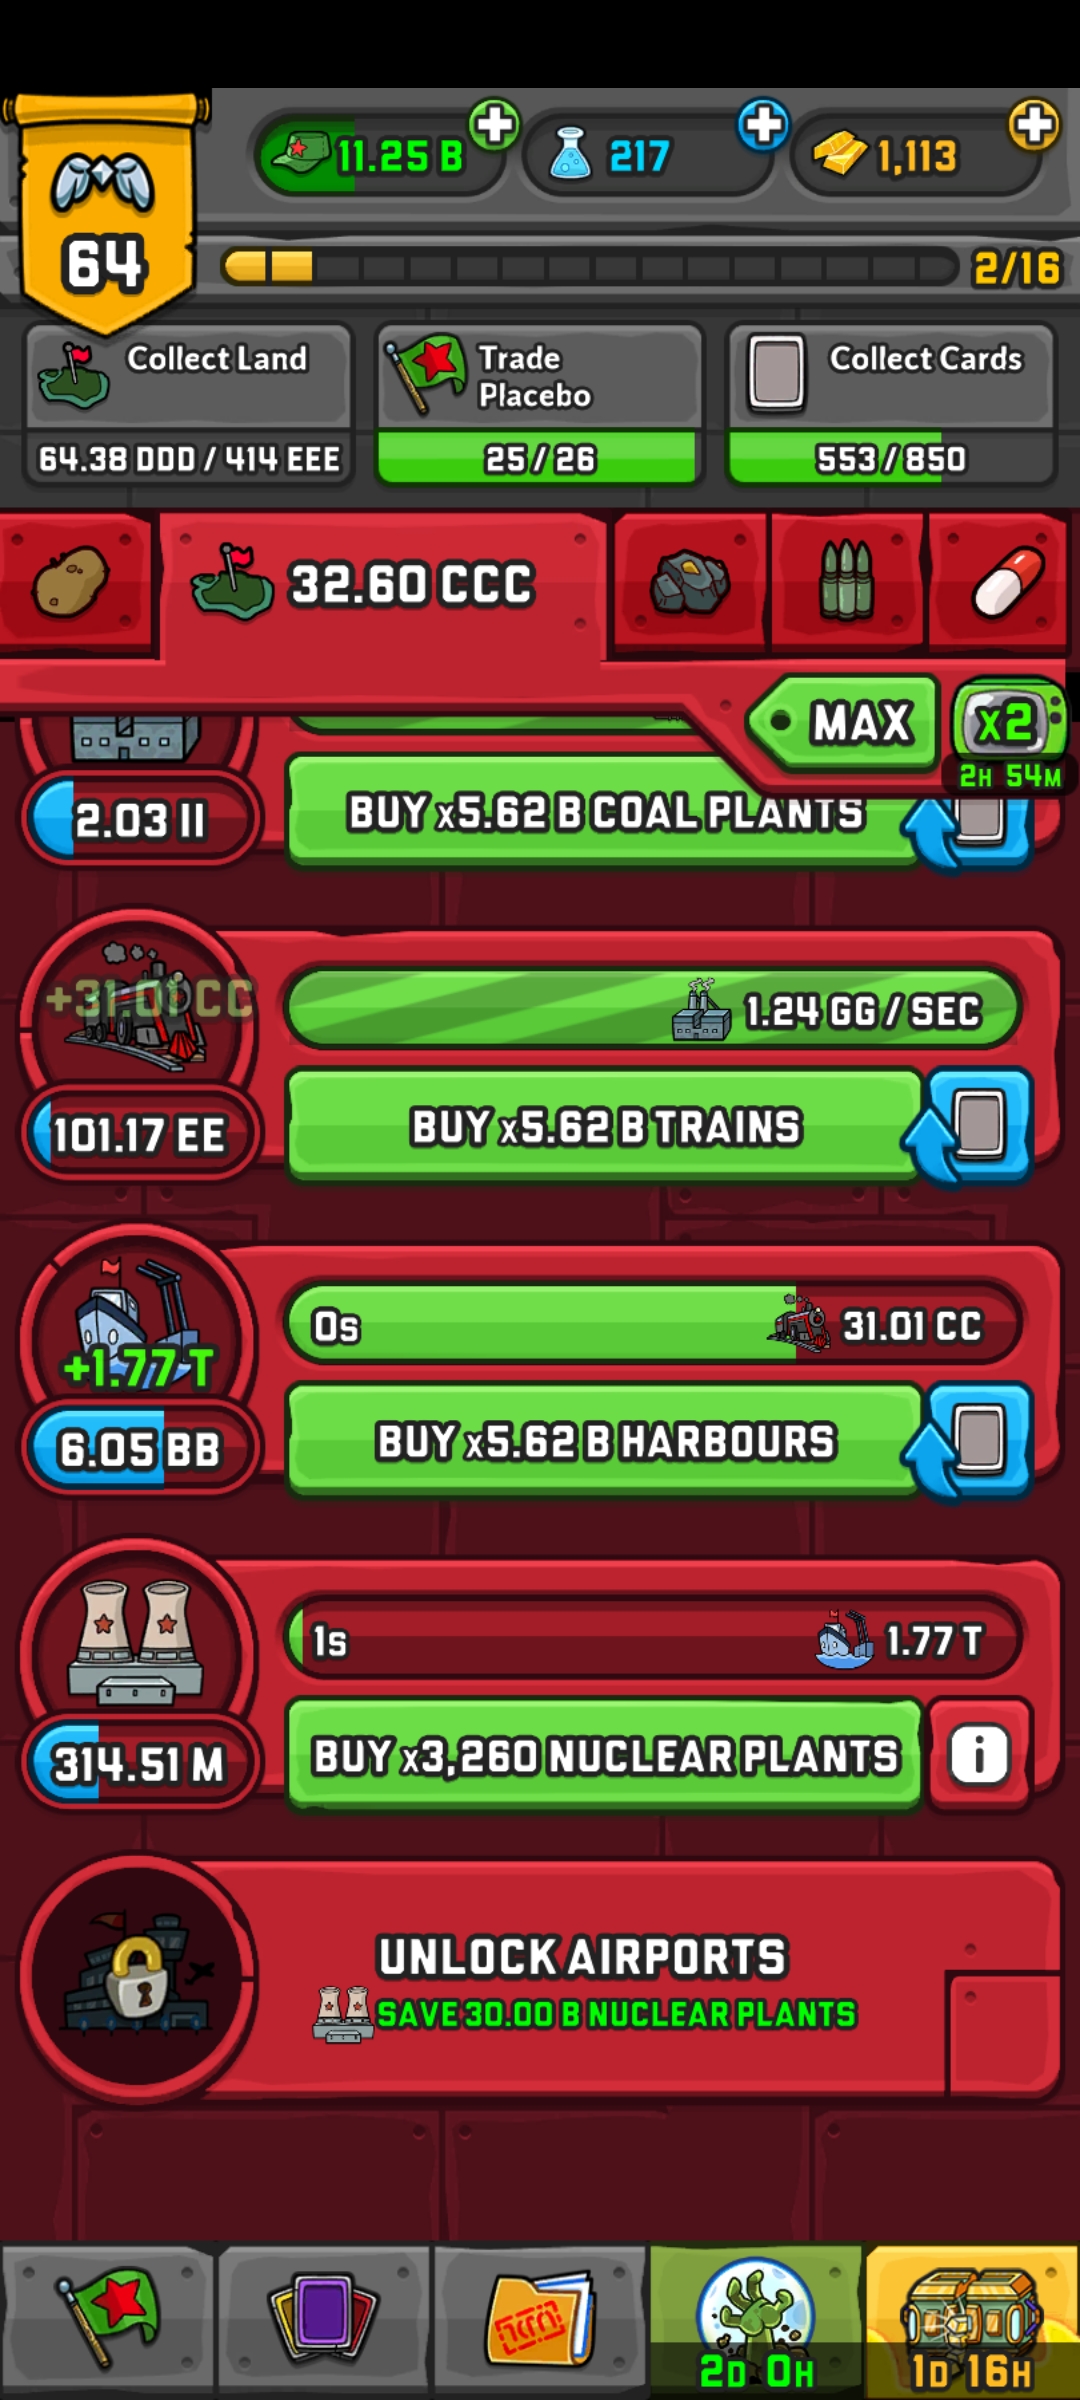 11.25 B
217
1,113
64
2/16
Collect Land
64.38 DDD / 414 EEE
Trade
Placebo
25 / 26
Collect Cards
553 / 850
32.60 CCC
MAX
x2
2H 54M
2.03 II
BUY x5.62 B COAL PLANTS
+31.01 CC
1.24 GG / SEC
101.17 EE
BUY x5.62 B TRAINS
0s
31.01 CC
+1.77 T
6.05 BB
BUY x5.62 B HARBOURS
1s
1.77 T
314.51 M
BUY x3,260 NUCLEAR PLANTS
i
UNLOCK AIRPORTS
SAVE 30.00 B NUCLEAR PLANTS
2D 0H
1D 16H